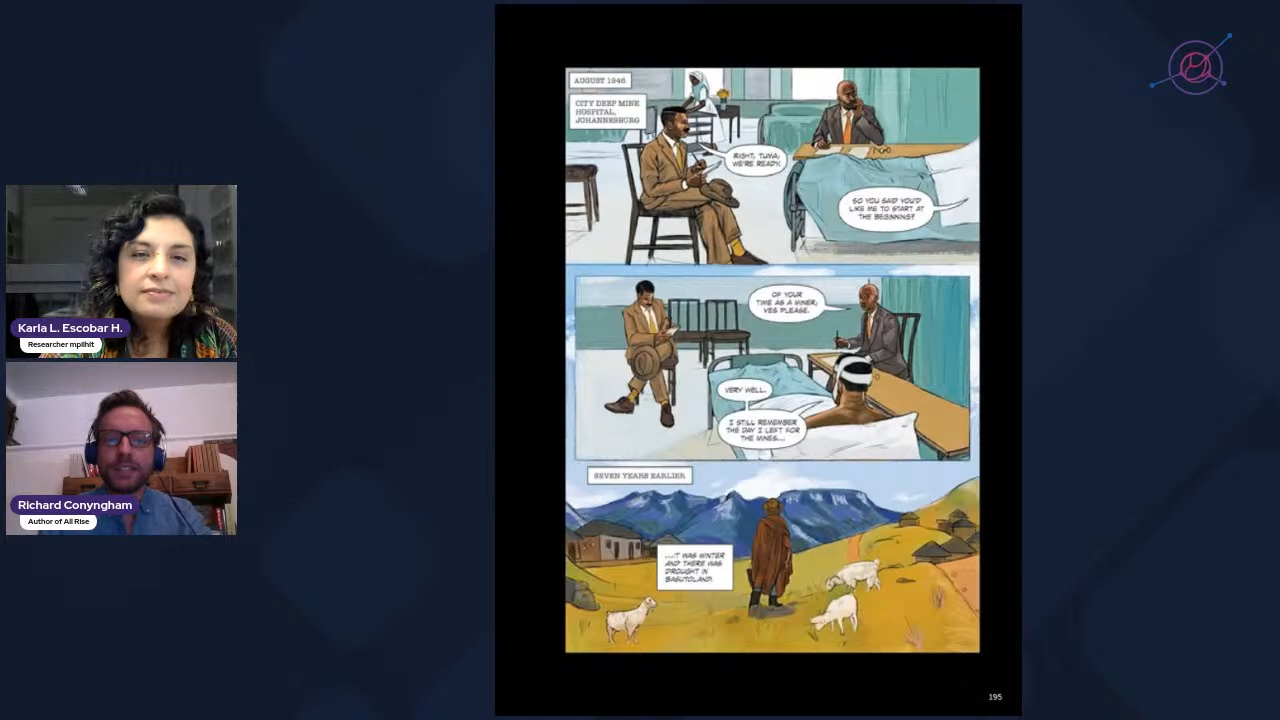 Karla L. Escobar H.
Researcher mpilhlt
Richard Conyngham
Author of All Rise
AUGUST 1946
CITY DEEP MINE
HOSPITAL,
JOHANNESBURG
RIGHT, TUMA,
WE'RE READY.
SO YOU SAID YOU'D
LIKE ME TO START AT
THE BEGINNING?
OF YOUR
TIME AS A MINER,
YES PLEASE.
VERY WELL.
I STILL REMEMBER
THE DAY I LEFT FOR
THE MINES...
SEVEN YEARS EARLIER
...IT WAS WINTER
AND THERE WAS
DROUGHT IN
BASUTOLAND.
195